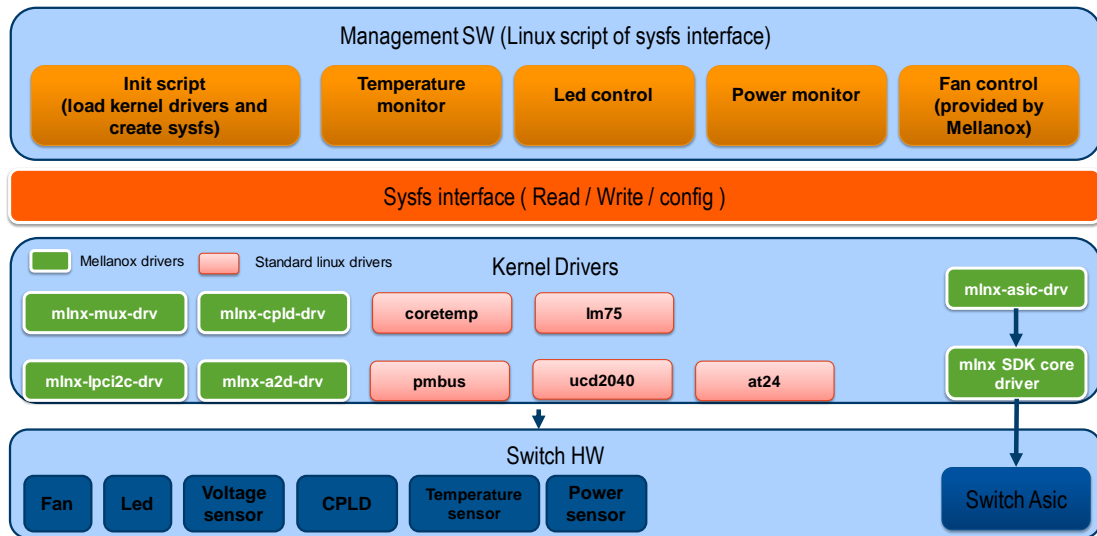 Management SW (Linux script of sysfs interface)
Init script
(load kernel drivers and
create sysfs)
Temperature
monitor
Led control
Power monitor
Fan control
(provided by
Mellanox)
Sysfs interface ( Read / Write / config )
Mellanox drivers
Standard linux drivers
Kernel Drivers
mlnx-mux-drv
mlnx-cpld-drv
coretemp
lm75
mlnx-asic-drv
mlnx-lpci2c-drv
mlnx-a2d-drv
pmbus
ucd2040
at24
mlnx SDK core
driver
Switch HW
Fan
Led
Voltage
sensor
CPLD
Temperature
sensor
Power
sensor
Switch Asic